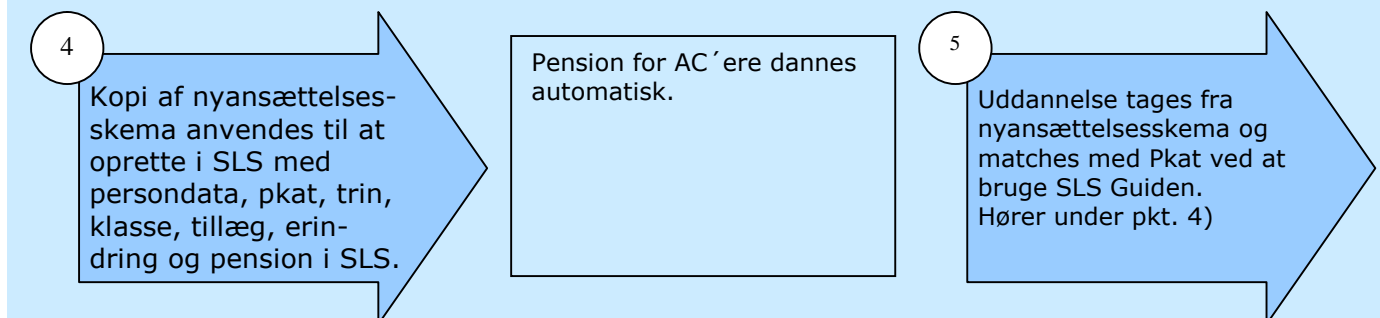 4
Kopi af nyansættelses-
skema anvendes til at
oprette i SLS med
persondata, pkat, trin,
klasse, tillæg, erin-
dring og pension i SLS.
Pension for AC´ere dannes
automatisk.
5
Uddannelse tages fra
nyansættelsesskema og
matches med Pkat ved at
bruge SLS Guiden.
Hører under pkt. 4)